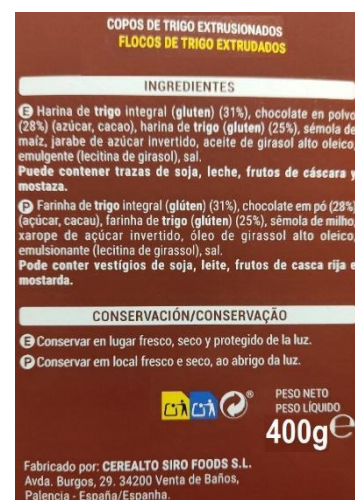 COPOS DE TRIGO EXTRUSIONADOS
FLOCOS DE TRIGO EXTRUDADOS
INGREDIENTES
E Harina de trigo integral (gluten) (31%), chocolate en polvo
(28%) (azúcar, cacao), harina de trigo (gluten) (25%), sémola de
maíz, jarabe de azúcar invertido, aceite de girasol alto oleico,
emulgente (lecitina de girasol), sal.
Puede contener trazas de soja, leche, frutos de cáscara y
mostaza.
P Farinha de trigo integral (glúten) (31%), chocolate em pó (28%)
(açúcar, cacau), farinha de trigo (glúten) (25%), sêmola de milho,
xarope de açúcar invertido, óleo de girassol alto oleico,
emulsionante (lecitina de girassol), sal.
Pode conter vestígios de soja, leite, frutos de casca rija e
mostarda.
CONSERVACIÓN/CONSERVAÇÃO
E Conservar en lugar fresco, seco y protegido de la luz.
P Conservar em local fresco e seco, ao abrigo da luz.
PESO NETO
PESO LÍQUIDO
400g e
Fabricado por: CEREALTO SIRO FOODS S.L.
Avda. Burgos, 29. 34200 Venta de Baños,
Palencia - España/Espanha.